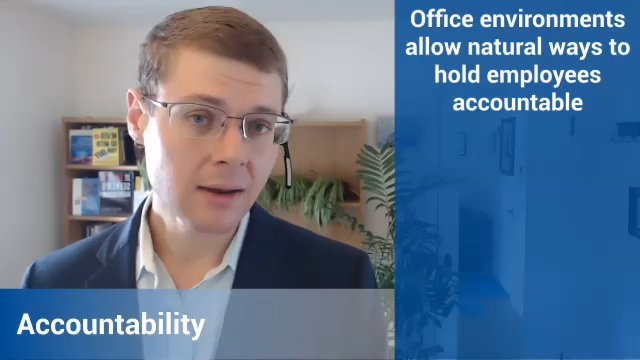 Office environments
allow natural ways to
hold employees
accountable
Accountability